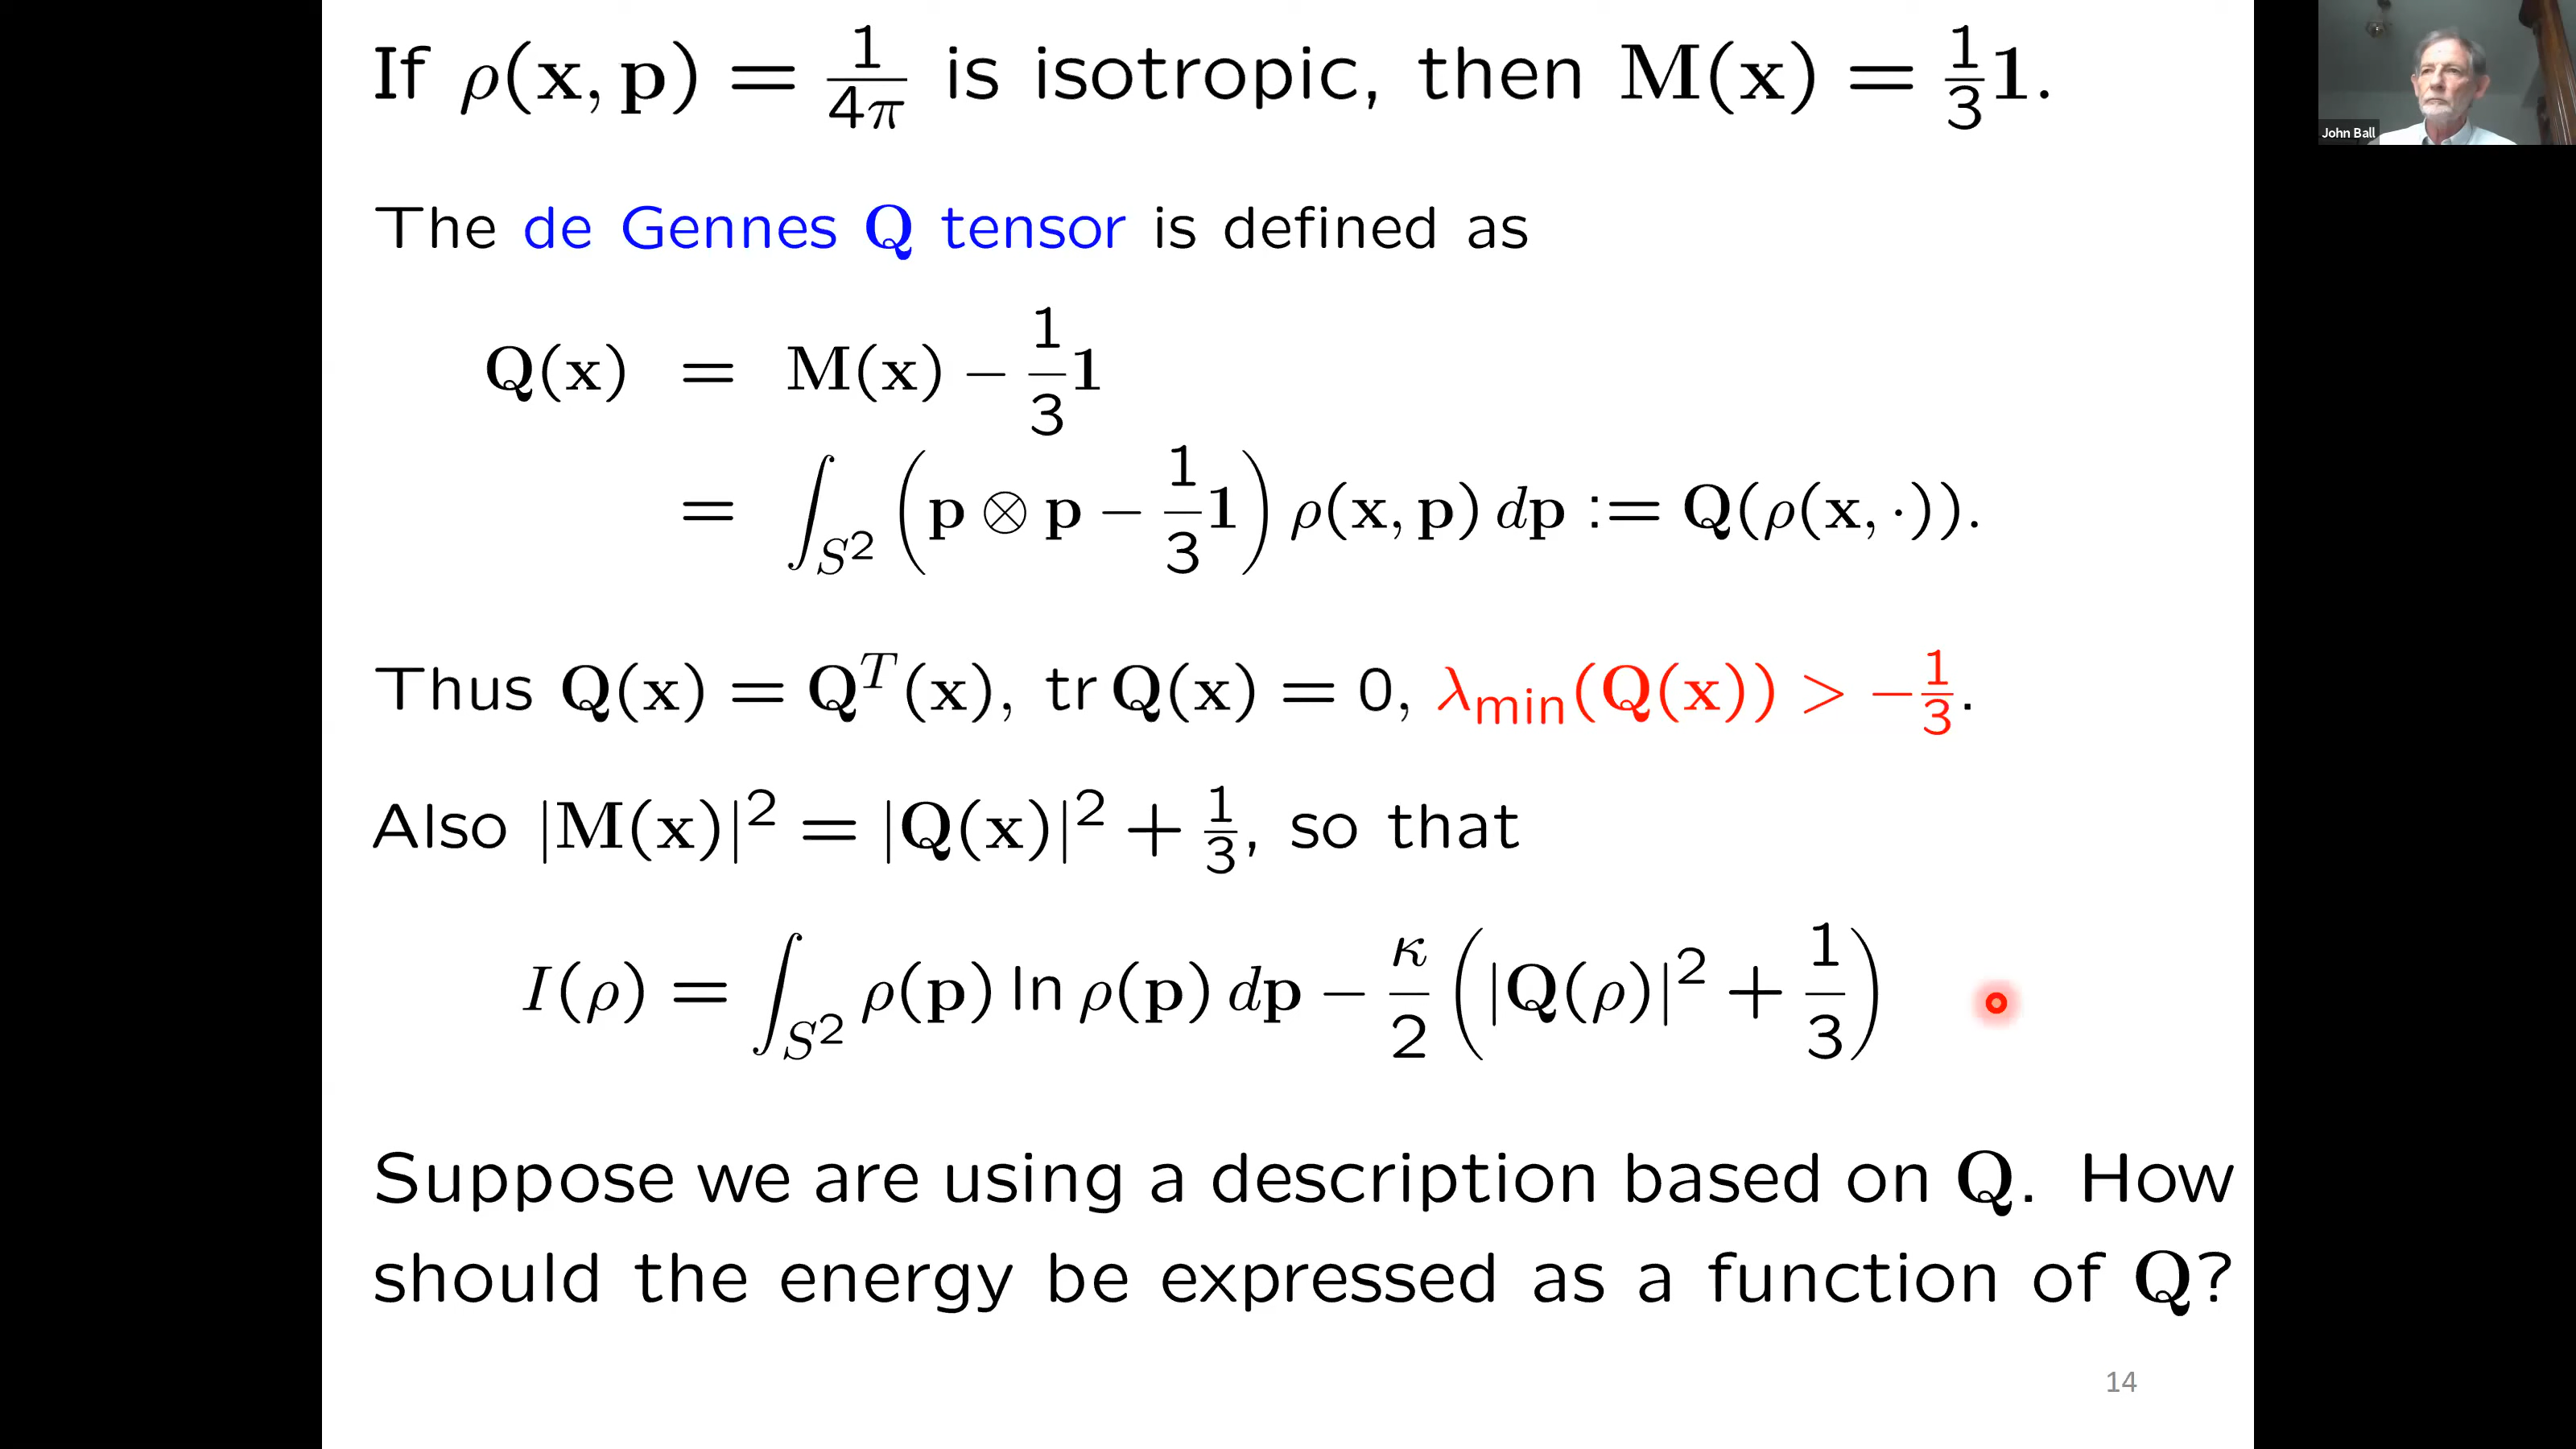 If ρ(x, p) = 1/4π is isotropic, then M(x) = 1/3 1.
John Ball
The de Gennes Q tensor is defined as
Q(x) = M(x) − 1/3 1
= ∫_{S²} (p ⊗ p − 1/3 1) ρ(x, p) dp := Q(ρ(x, ·)).
Thus Q(x) = Qᵀ(x), tr Q(x) = 0, λ_min(Q(x)) > −1/3.
Also |M(x)|² = |Q(x)|² + 1/3, so that
I(ρ) = ∫_{S²} ρ(p) ln ρ(p) dp − κ/2 (|Q(ρ)|² + 1/3)
Suppose we are using a description based on Q. How
should the energy be expressed as a function of Q?
14